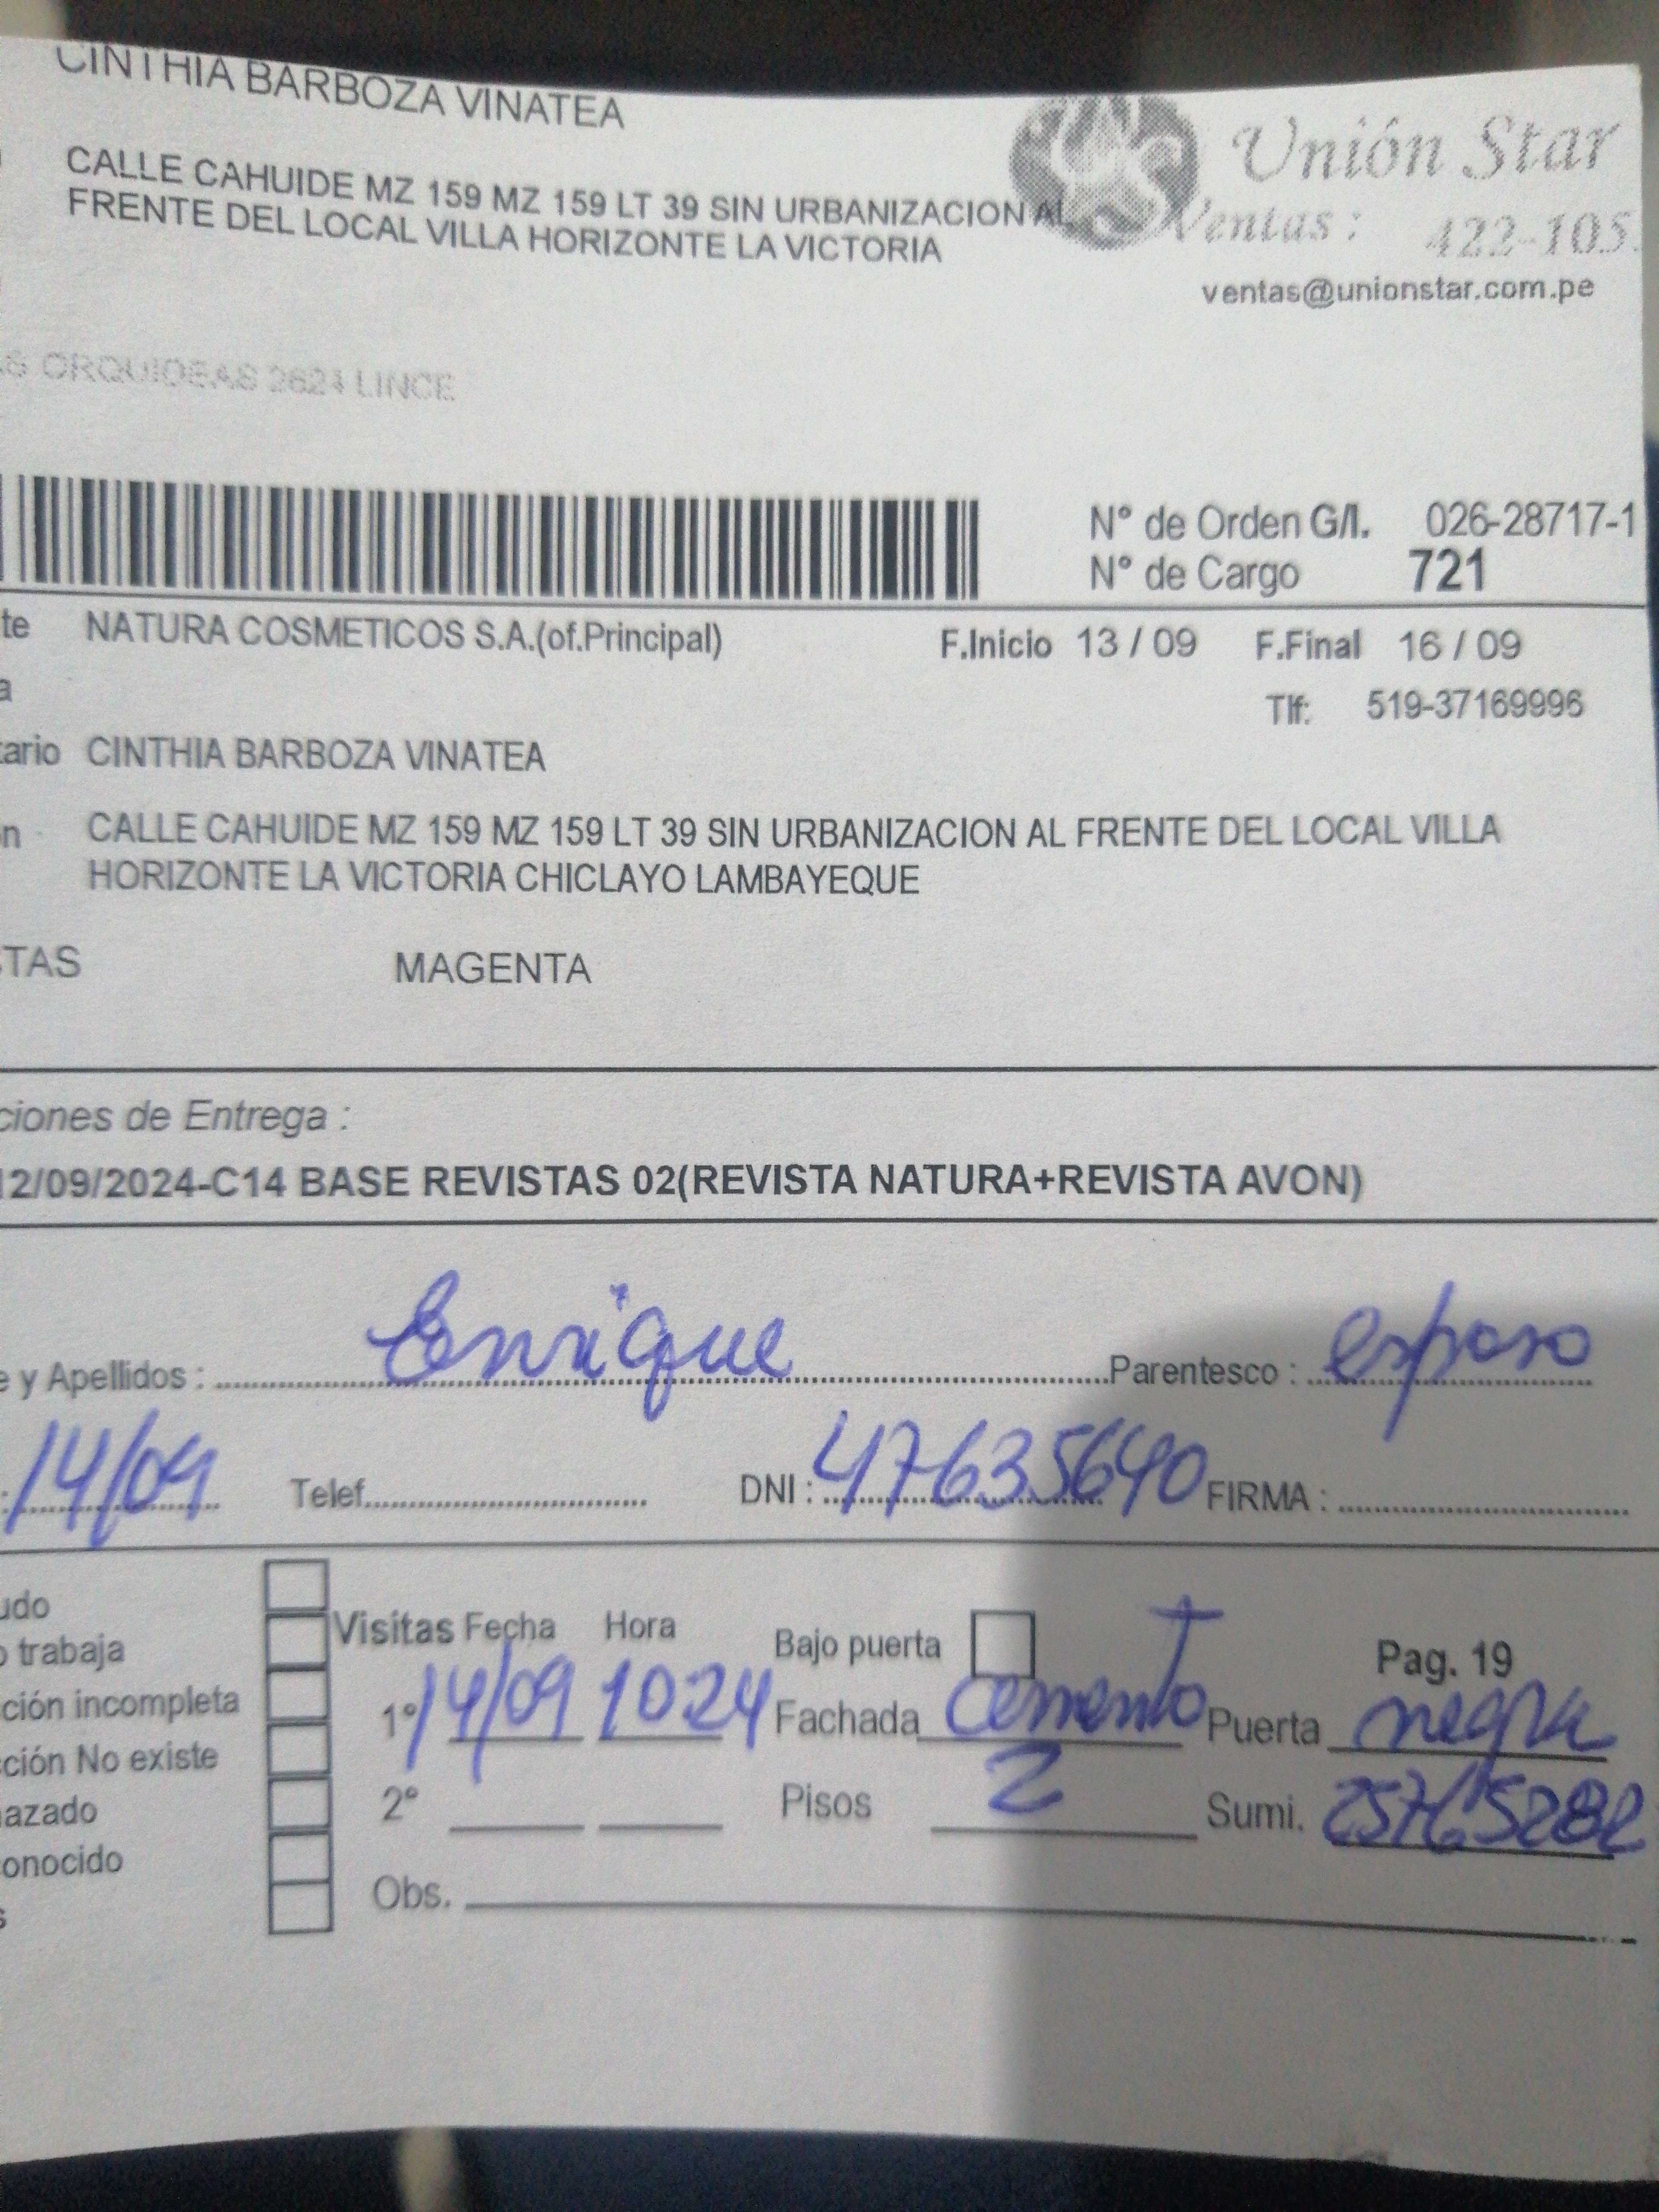 CINTHIA BARBOZA VINATEA
CALLE CAHUIDE MZ 159 MZ 159 LT 39 SIN URBANIZACION AL
FRENTE DEL LOCAL VILLA HORIZONTE LA VICTORIA
Unión Star
Ventas : 422-105
ventas@unionstar.com.pe
ORQUIDEAS 2624 LINCE
N° de Orden G/I. 026-28717-1
N° de Cargo 721
te NATURA COSMETICOS S.A.(of.Principal) F.Inicio 13 / 09 F.Final 16 / 09
a
Tlf: 519-37169996
tario CINTHIA BARBOZA VINATEA
n CALLE CAHUIDE MZ 159 MZ 159 LT 39 SIN URBANIZACION AL FRENTE DEL LOCAL VILLA
HORIZONTE LA VICTORIA CHICLAYO LAMBAYEQUE
STAS MAGENTA
ciones de Entrega :
12/09/2024-C14 BASE REVISTAS 02(REVISTA NATURA+REVISTA AVON)
e y Apellidos : Enrique Parentesco : esposo
: 14/09 Telef. DNI : 47635640 FIRMA :
udo
Visitas Fecha Hora Bajo puerta Pag. 19
o trabaja
ción incompleta 1° 14/09 1024 Fachada Cemento Puerta negra
cción No existe
azado 2° Pisos 2 Sumi. 25765282
onocido
s Obs.